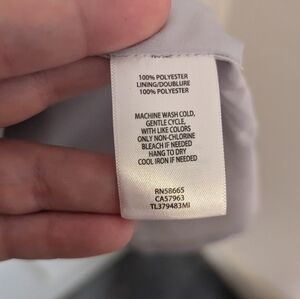 100% POLYESTER
LINING/DOUBLURE
100% POLYESTER
MACHINE WASH COLD,
GENTLE CYCLE,
WITH LIKE COLORS
ONLY NON-CHLORINE
BLEACH IF NEEDED
HANG TO DRY
COOL IRON IF NEEDED
RN58665
CA57963
TL379483MI